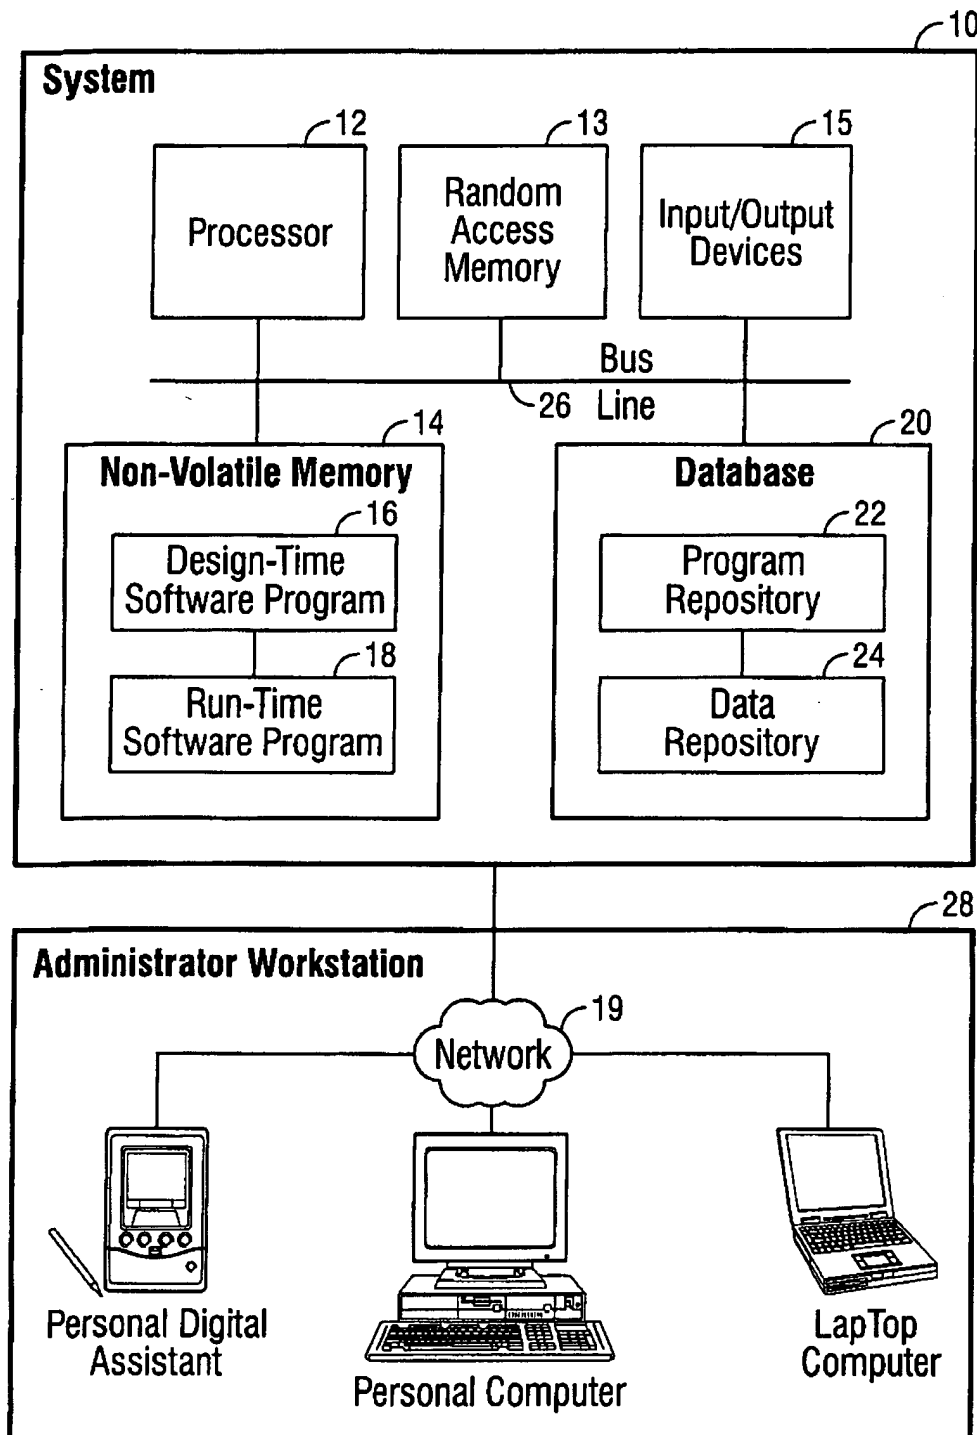 10
System
12
13
15
Processor
Random
Access
Memory
Input/Output
Devices
Bus
26
Line
14
20
Non-Volatile Memory
Database
16
22
Design-Time
Software Program
Program
Repository
18
24
Run-Time
Software Program
Data
Repository
28
Administrator Workstation
19
Network
Personal Digital
Assistant
Personal Computer
LapTop
Computer